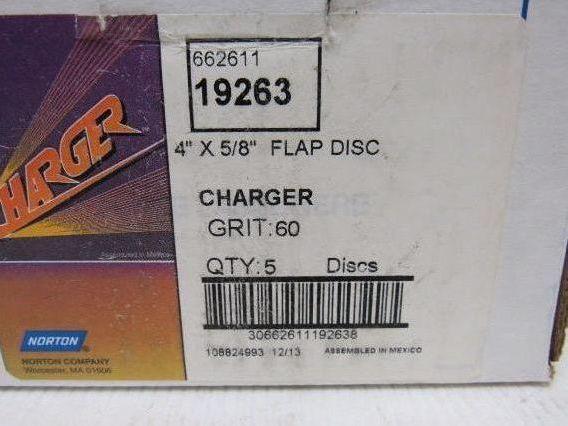 662611
19263
4" X 5/8" FLAP DISC
CHARGER
CHARGER
GRIT:60
QTY:5 Discs
30662611192638
108824993 12/13 ASSEMBLED IN MEXICO
NORTON
NORTON COMPANY
Worcester, MA 01606